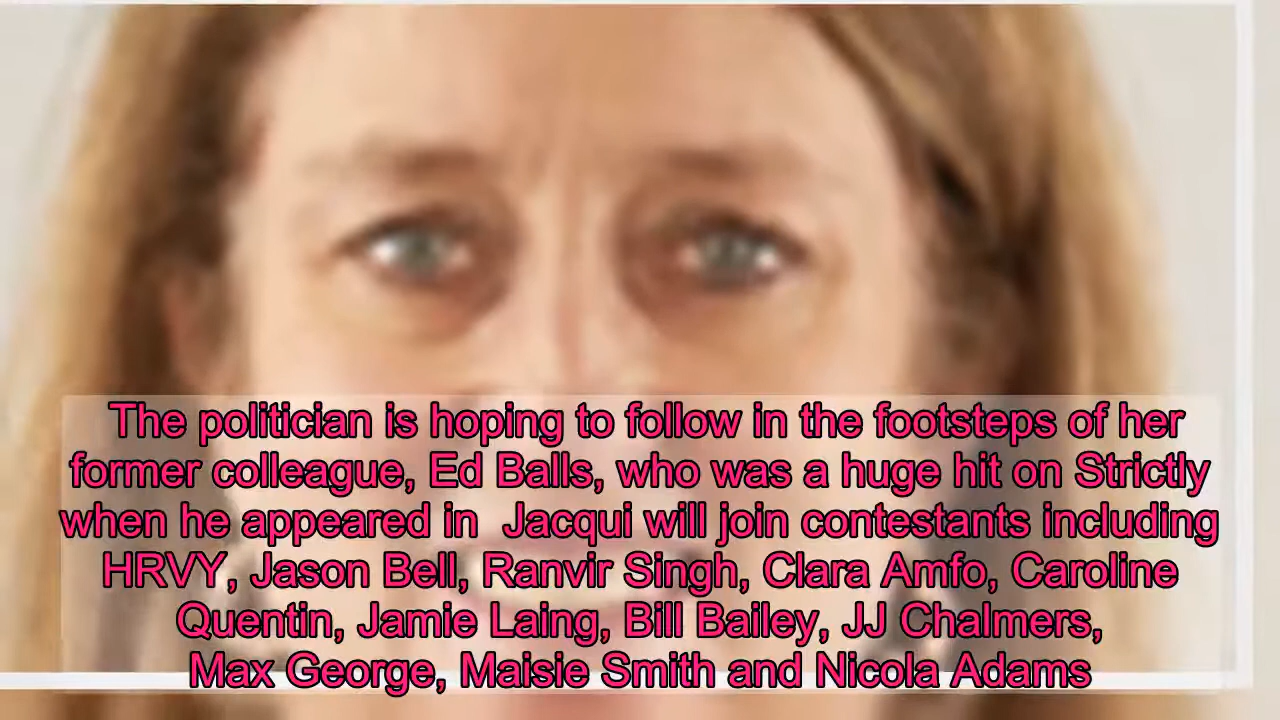 The politician is hoping to follow in the footsteps of her
former colleague, Ed Balls, who was a huge hit on Strictly
when he appeared in  Jacqui will join contestants including
HRVY, Jason Bell, Ranvir Singh, Clara Amfo, Caroline
Quentin, Jamie Laing, Bill Bailey, JJ Chalmers,
Max George, Maisie Smith and Nicola Adams